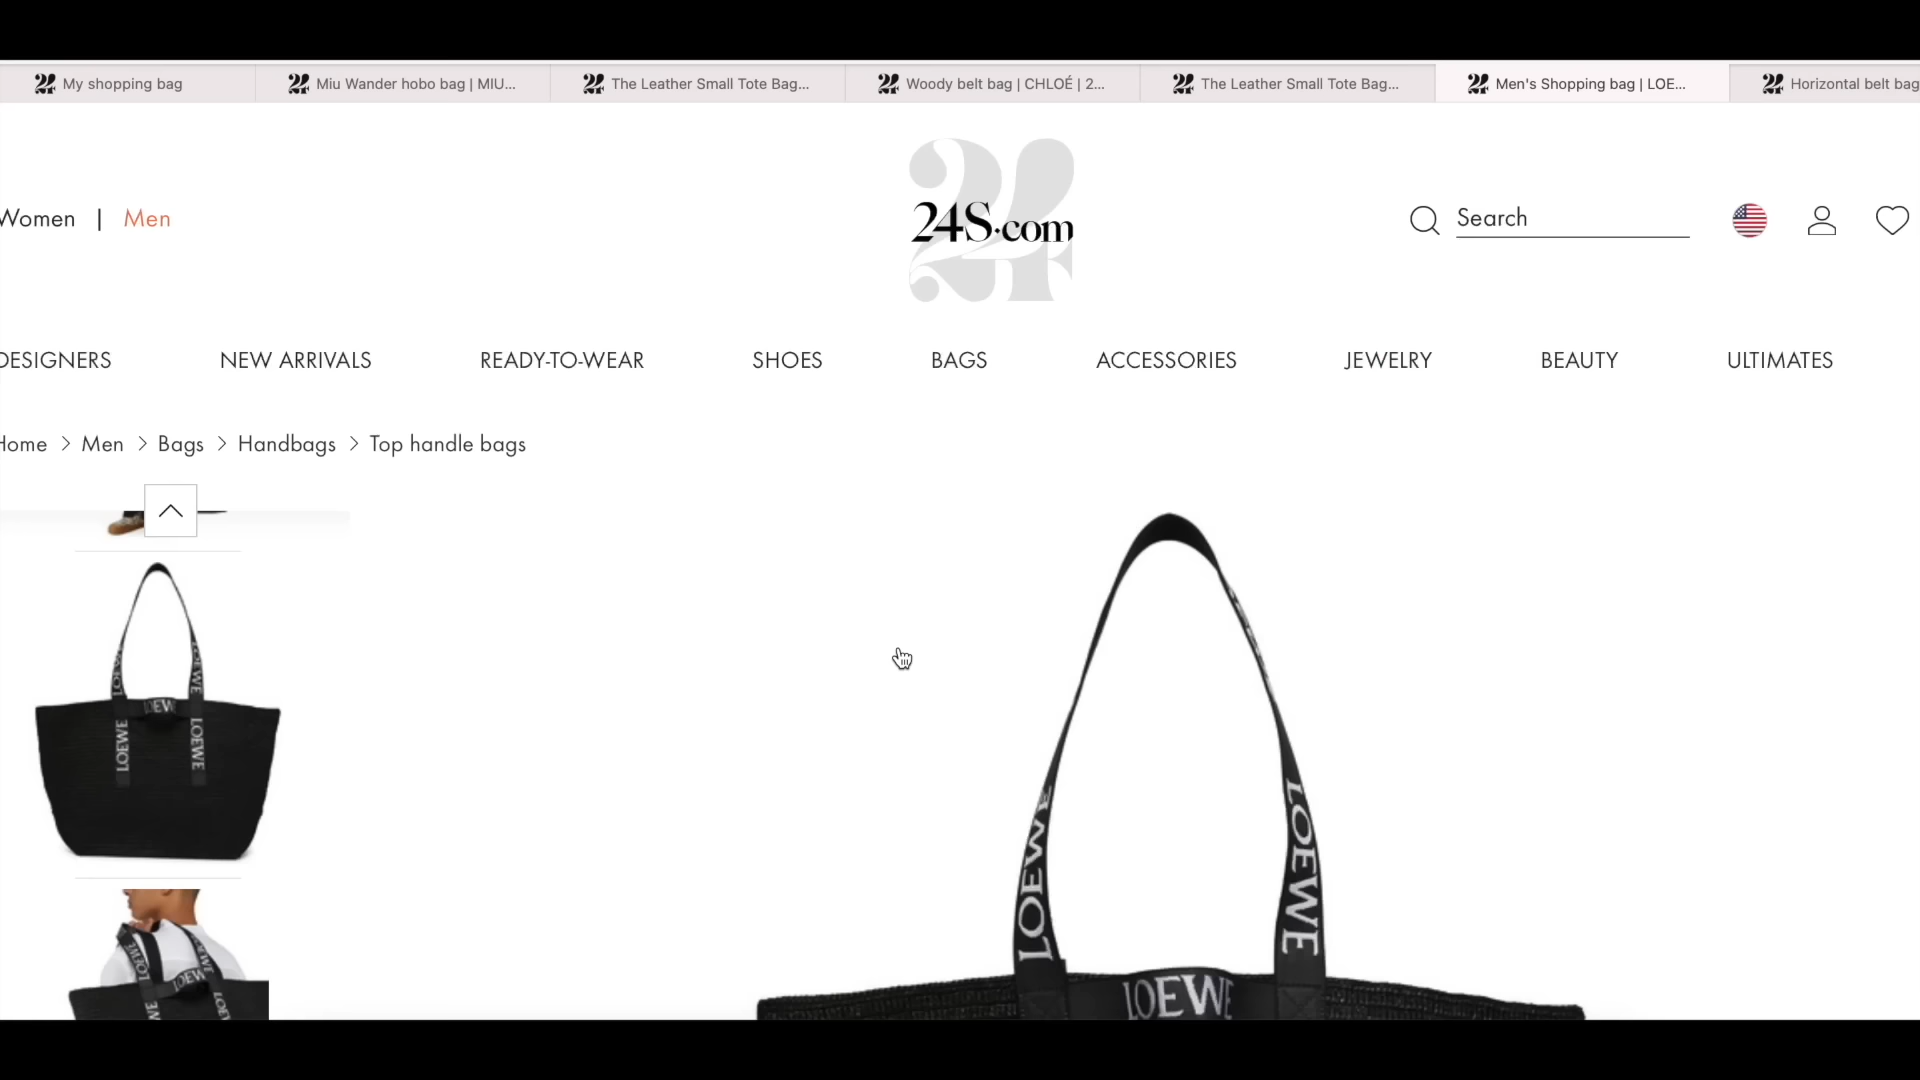 My shopping bag
Miu Wander hobo bag | MIU...
The Leather Small Tote Bag...
Woody belt bag | CHLOÉ | 2...
The Leather Small Tote Bag...
Men's Shopping bag | LOE...
Horizontal belt bag
Women | Men
24S.com
Search
DESIGNERS
NEW ARRIVALS
READY-TO-WEAR
SHOES
BAGS
ACCESSORIES
JEWELRY
BEAUTY
ULTIMATES
Home > Men > Bags > Handbags > Top handle bags
LOEWE
LOEWE
LOEWE
LOEWE
LOEWE